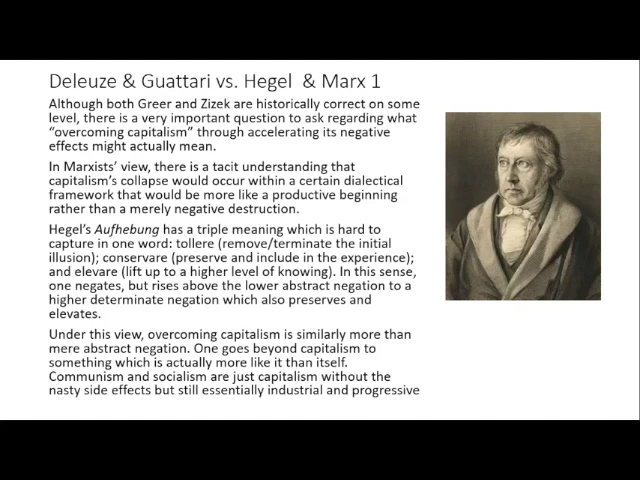 Deleuze & Guattari vs. Hegel & Marx 1
Although both Greer and Zizek are historically correct on some
level, there is a very important question to ask regarding what
“overcoming capitalism” through accelerating its negative
effects might actually mean.
In Marxists’ view, there is a tacit understanding that
capitalism’s collapse would occur within a certain dialectical
framework that would be more like a productive beginning
rather than a merely negative destruction.
Hegel’s Aufhebung has a triple meaning which is hard to
capture in one word: tollere (remove/terminate the initial
illusion); conservare (preserve and include in the experience);
and elevare (lift up to a higher level of knowing). In this sense,
one negates, but rises above the lower abstract negation to a
higher determinate negation which also preserves and
elevates.
Under this view, overcoming capitalism is similarly more than
mere abstract negation. One goes beyond capitalism to
something which is actually more like it than itself.
Communism and socialism are just capitalism without the
nasty side effects but still essentially industrial and progressive